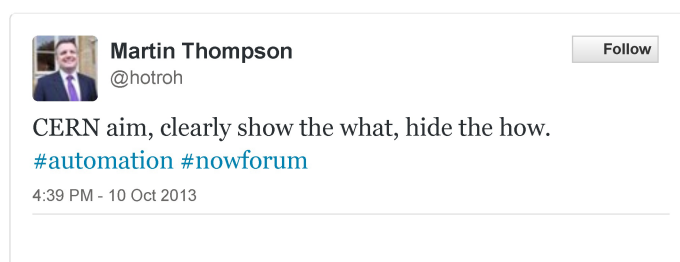 Martin Thompson
Follow
@hotroh
CERN aim, clearly show the what, hide the how.
#automation #nowforum
4:39 PM - 10 Oct 2013